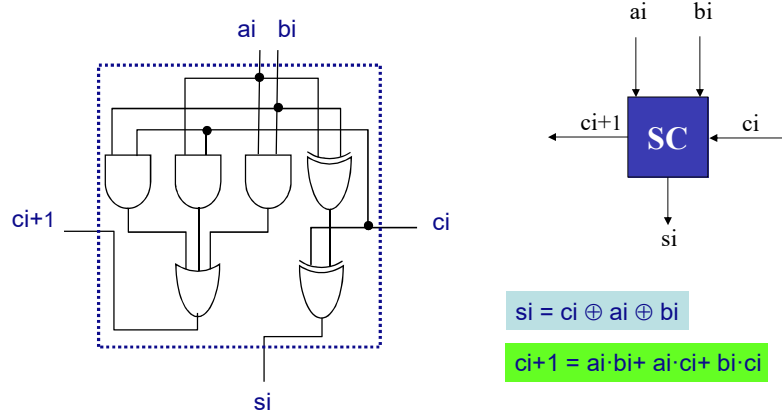 ai bi
ci+1
ci
si
ai
bi
ci+1
SC
ci
si
si = ci ⊕ ai ⊕ bi
ci+1 = ai·bi+ ai·ci+ bi·ci